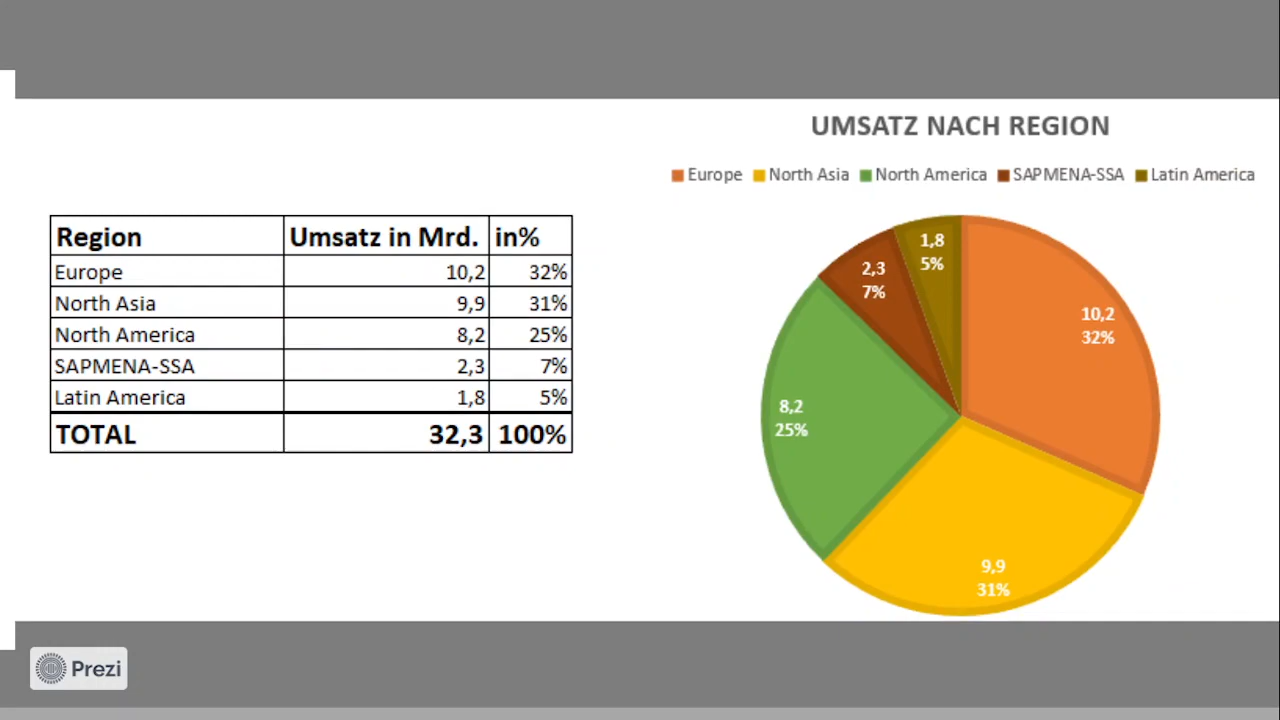 UMSATZ NACH REGION
Europe North Asia North America SAPMENA-SSA Latin America
Region Umsatz in Mrd. in%
Europe 10,2 32%
North Asia 9,9 31%
North America 8,2 25%
SAPMENA-SSA 2,3 7%
Latin America 1,8 5%
TOTAL 32,3 100%
1,8
5%
2,3
7%
10,2
32%
8,2
25%
9,9
31%
Prezi